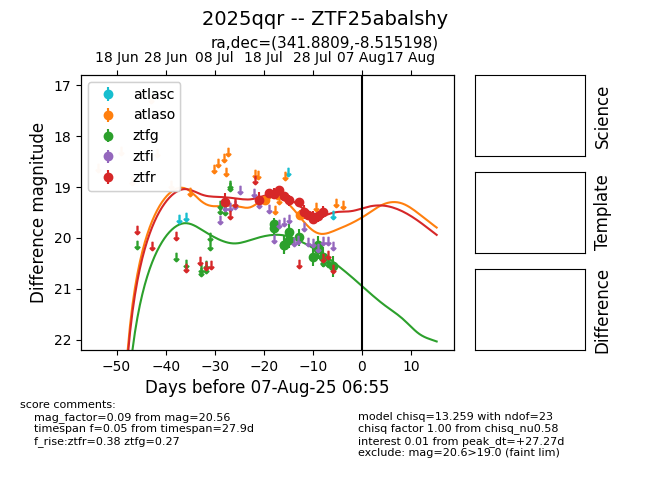 2025qqr -- ZTF25abalshy
ra,dec=(341.8809,-8.515198)
18 Jun 28 Jun 08 Jul 18 Jul 28 Jul 07 Aug 17 Aug
17
18
19
20
21
22
Difference magnitude
atlasc
atlaso
ztfg
ztfi
ztfr
−50 −40 −30 −20 −10 0 10
Days before 07-Aug-25 06:55
Science
Template
Difference
score comments:
mag_factor=0.09 from mag=20.56
timespan f=0.05 from timespan=27.9d
f_rise:ztfr=0.38 ztfg=0.27
model chisq=13.259 with ndof=23
chisq factor 1.00 from chisq_nu0.58
interest 0.01 from peak_dt=+27.27d
exclude: mag=20.6>19.0 (faint lim)